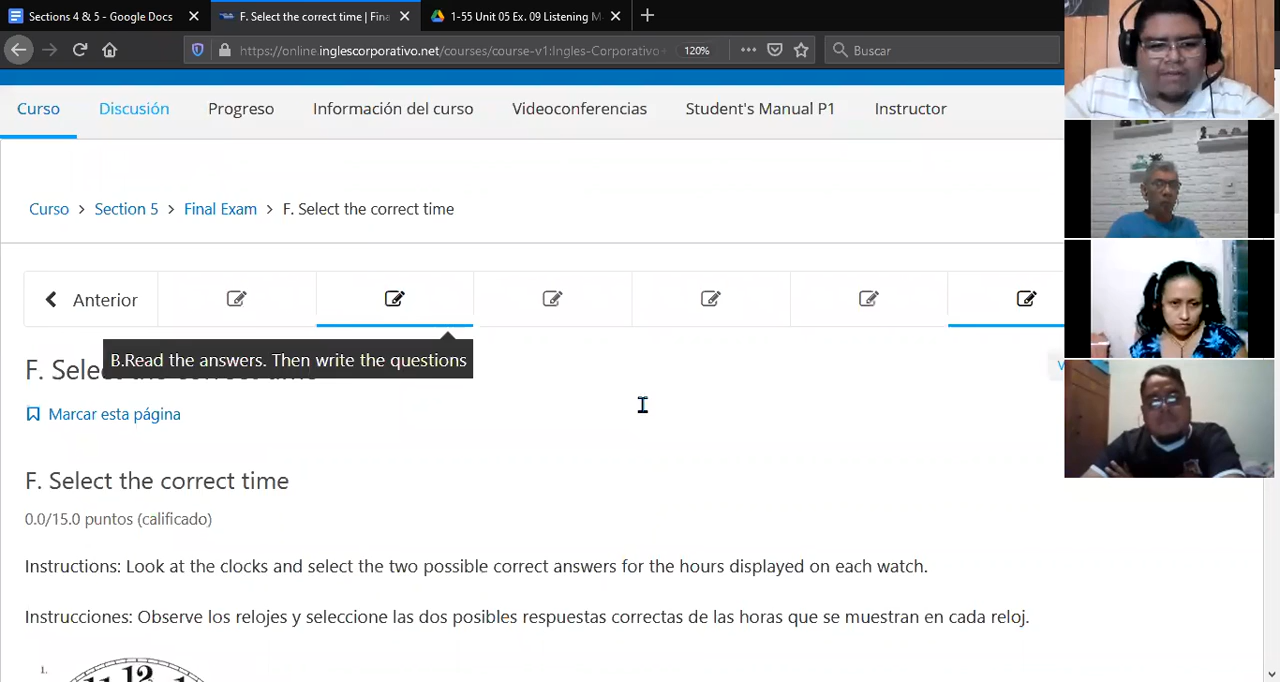 Sections 4 & 5 - Google Docs
F. Select the correct time | Fina
1-55 Unit 05 Ex. 09 Listening M
https://online.inglescorporativo.net/courses/course-v1:Ingles-Corporativo
120%
Buscar
Curso
Discusión
Progreso
Información del curso
Videoconferencias
Student's Manual P1
Instructor
Curso > Section 5 > Final Exam > F. Select the correct time
Anterior
B.Read the answers. Then write the questions
Marcar esta página
F. Select the correct time
0.0/15.0 puntos (calificado)
Instructions: Look at the clocks and select the two possible correct answers for the hours displayed on each watch.
Instrucciones: Observe los relojes y seleccione las dos posibles respuestas correctas de las horas que se muestran en cada reloj.
1.
11 12 1